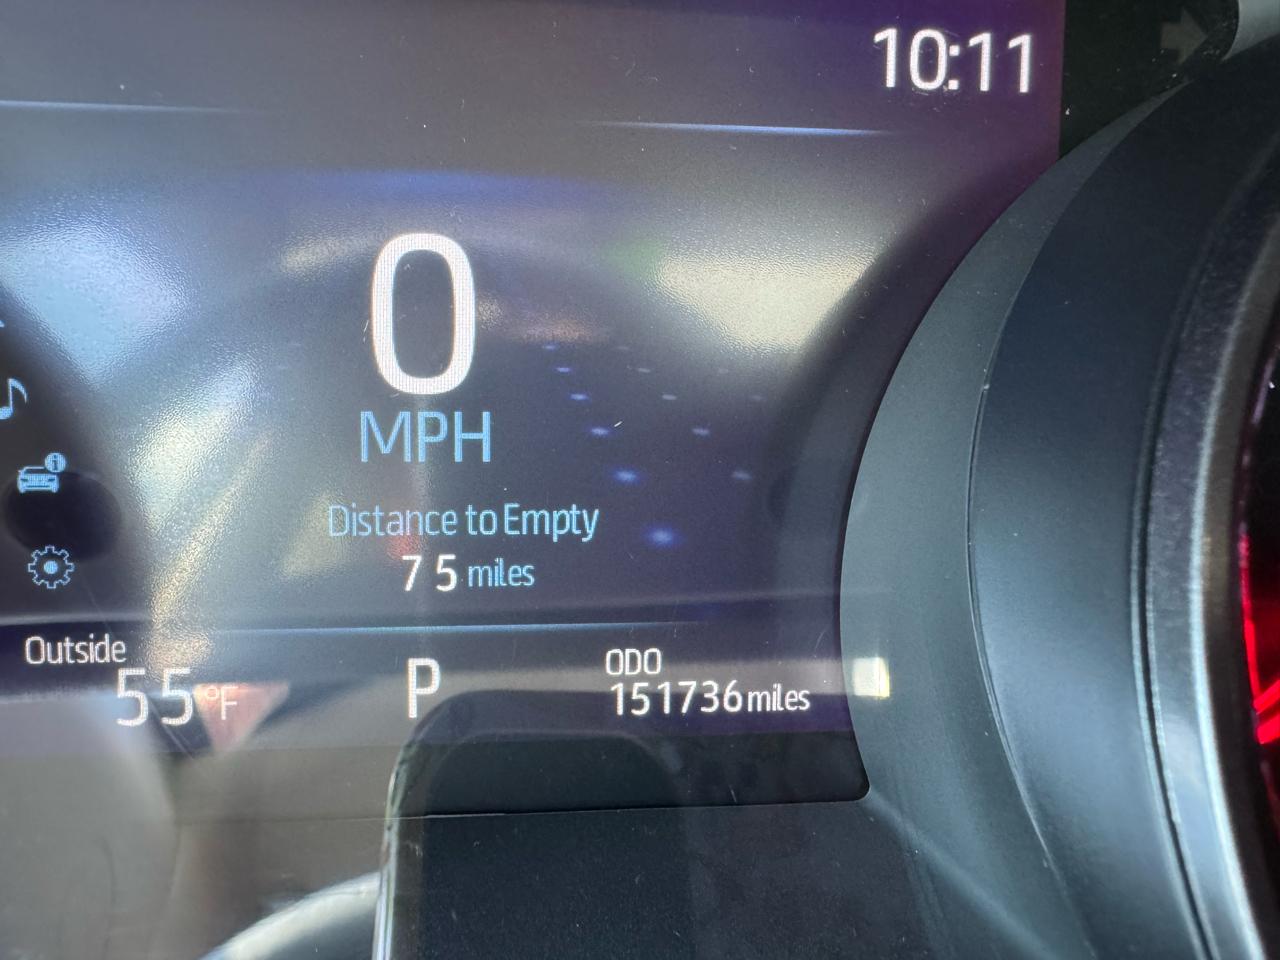 10:11
0
MPH
Distance to Empty
75 miles
Outside
55°F
P
ODO
151736 miles